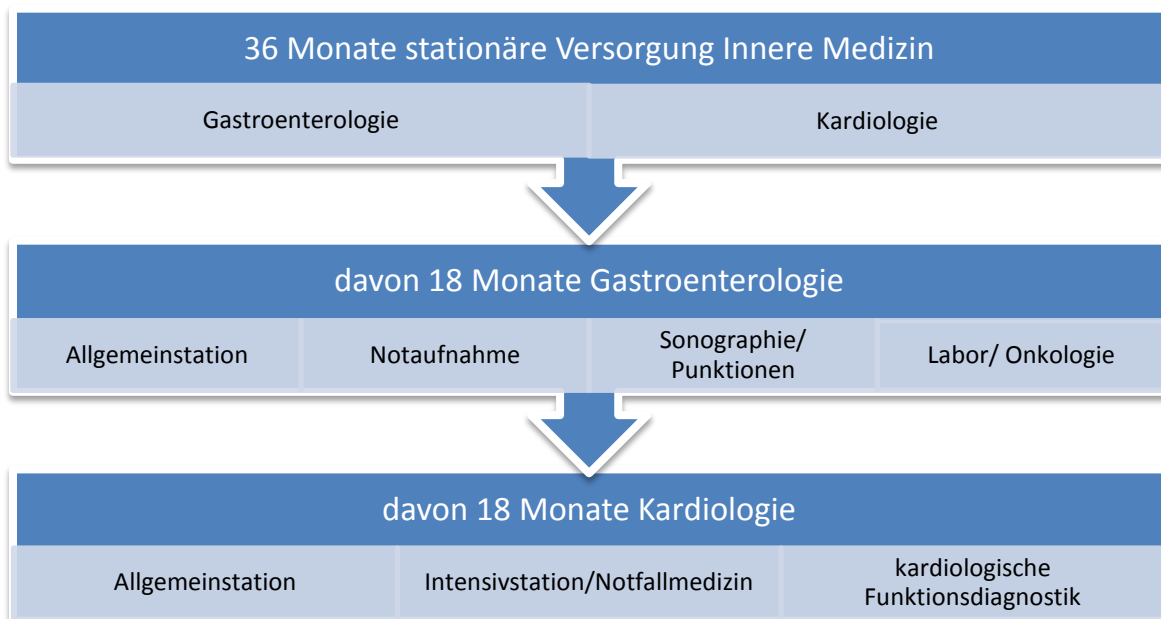 36 Monate stationäre Versorgung Innere Medizin
Gastroenterologie
Kardiologie
davon 18 Monate Gastroenterologie
Allgemeinstation
Notaufnahme
Sonographie/
Punktionen
Labor/ Onkologie
davon 18 Monate Kardiologie
Allgemeinstation
Intensivstation/Notfallmedizin
kardiologische
Funktionsdiagnostik